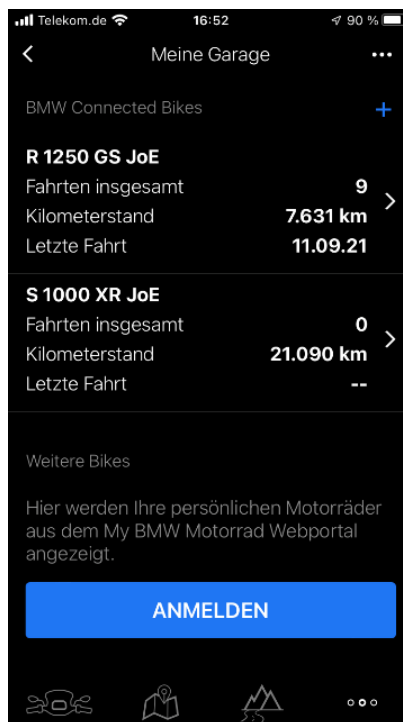 Telekom.de 16:52 90 %
Meine Garage
BMW Connected Bikes +
R 1250 GS JoE
Fahrten insgesamt 9
Kilometerstand 7.631 km
Letzte Fahrt 11.09.21
S 1000 XR JoE
Fahrten insgesamt 0
Kilometerstand 21.090 km
Letzte Fahrt --
Weitere Bikes
Hier werden Ihre persönlichen Motorräder
aus dem My BMW Motorrad Webportal
angezeigt.
ANMELDEN